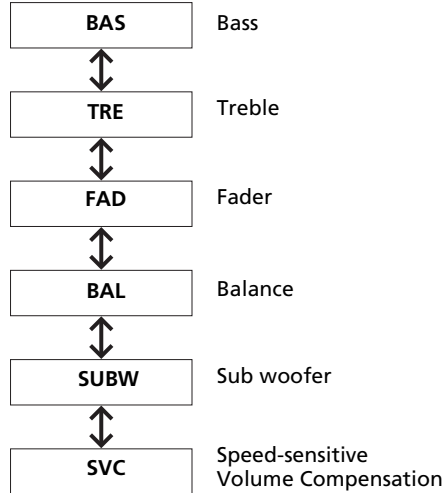 BAS Bass
TRE Treble
FAD Fader
BAL Balance
SUBW Sub woofer
SVC Speed-sensitive
Volume Compensation